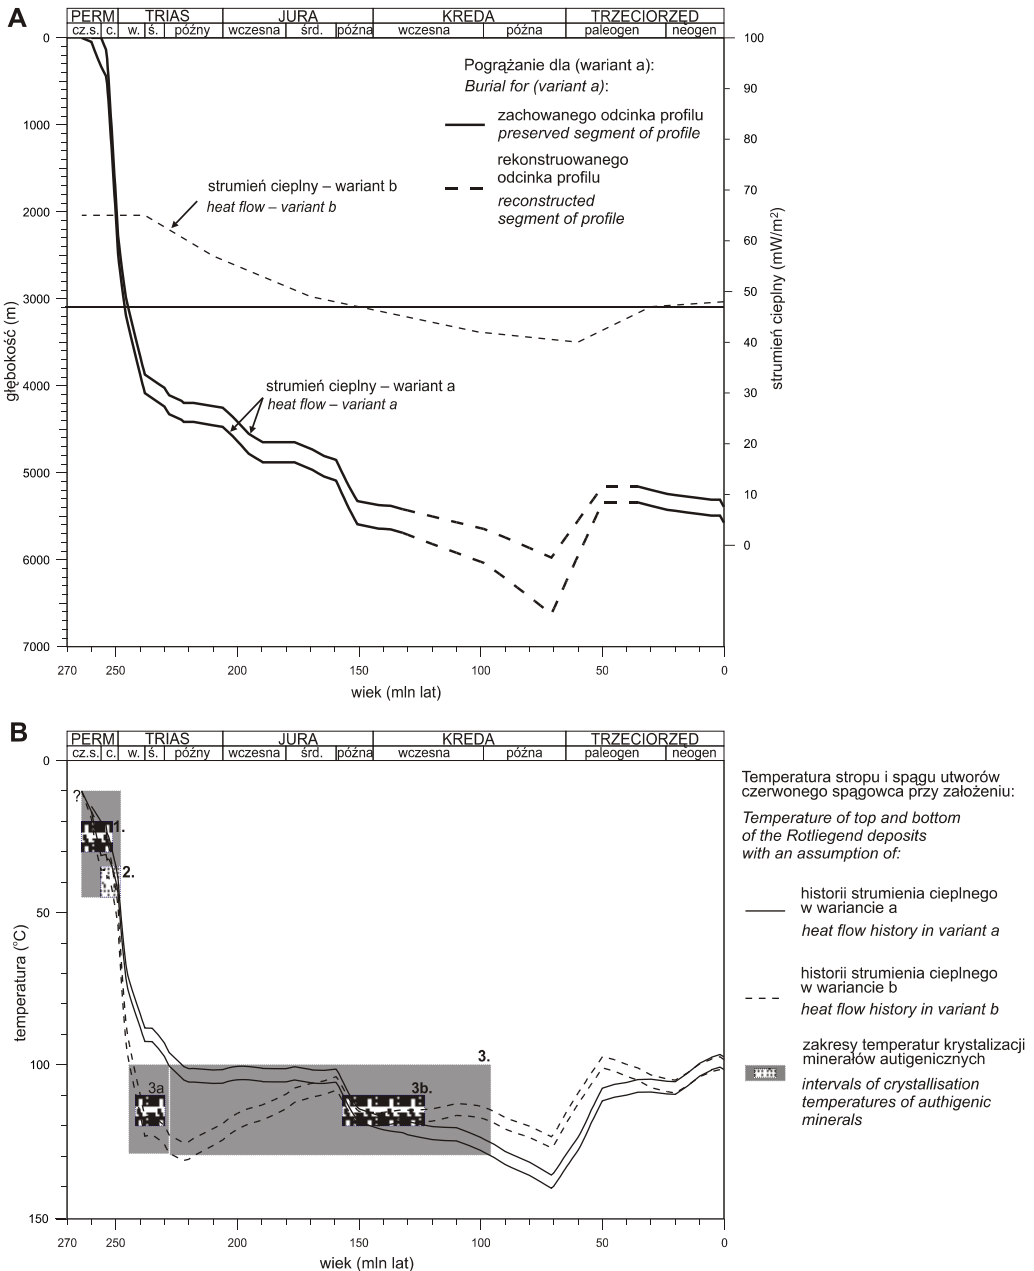 A
PERM TRIAS JURA KREDA TRZECIORZĘD
cz.s. c. w. ś. późny wczesna śrd. późna wczesna późna paleogen neogen
0
1000
2000
3000
4000
5000
6000
7000
głębokość (m)
100
90
80
70
60
50
40
30
20
10
0
strumień cieplny (mW/m²)
Pogrążanie dla (wariant a):
Burial for (variant a):
zachowanego odcinka profilu
preserved segment of profile
rekonstruowanego
odcinka profilu
reconstructed
segment of profile
strumień cieplny – wariant b
heat flow – variant b
strumień cieplny – wariant a
heat flow – variant a
270 250 200 150 100 50 0
wiek (mln lat)
B
PERM TRIAS JURA KREDA TRZECIORZĘD
cz.s. c. w. ś. późny wczesna śrd. późna wczesna późna paleogen neogen
0
50
100
150
temperatura (°C)
?
1.
2.
3.
3a
3b.
270 250 200 150 100 50 0
wiek (mln lat)
Temperatura stropu i spągu utworów
czerwonego spągowca przy założeniu:
Temperature of top and bottom
of the Rotliegend deposits
with an assumption of:
historii strumienia cieplnego
w wariancie a
heat flow history in variant a
historii strumienia cieplnego
w wariancie b
heat flow history in variant b
zakresy temperatur krystalizacji
minerałów autigenicznych
intervals of crystallisation
temperatures of authigenic
minerals